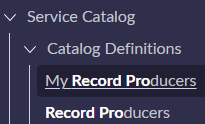 Service Catalog
Catalog Definitions
My Record Producers
Record Producers